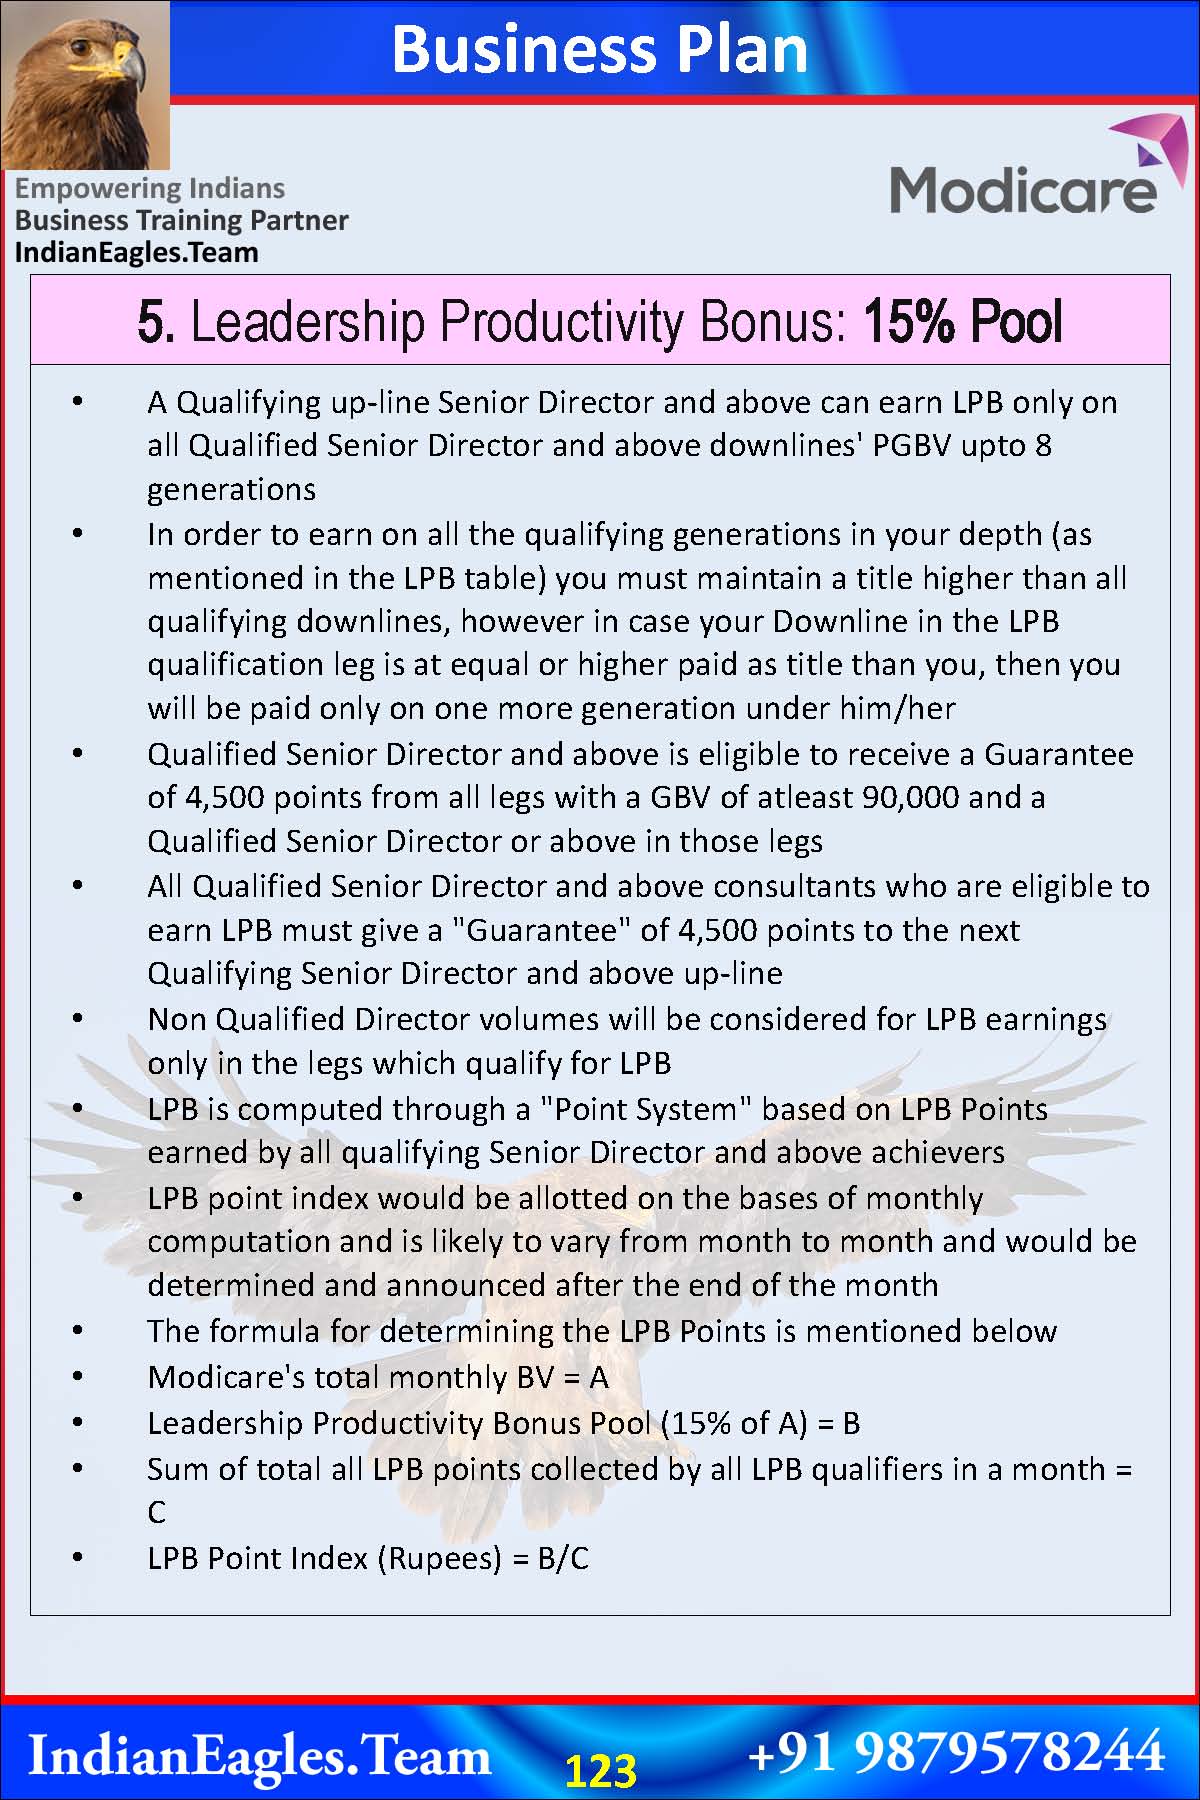 Business Plan
Modicare
Empowering Indians
Business Training Partner
IndianEagles.Team
5. Leadership Productivity Bonus: 15% Pool
• A Qualifying up-line Senior Director and above can earn LPB only on
all Qualified Senior Director and above downlines' PGBV upto 8
generations
• In order to earn on all the qualifying generations in your depth (as
mentioned in the LPB table) you must maintain a title higher than all
qualifying downlines, however in case your Downline in the LPB
qualification leg is at equal or higher paid as title than you, then you
will be paid only on one more generation under him/her
• Qualified Senior Director and above is eligible to receive a Guarantee
of 4,500 points from all legs with a GBV of atleast 90,000 and a
Qualified Senior Director or above in those legs
• All Qualified Senior Director and above consultants who are eligible to
earn LPB must give a "Guarantee" of 4,500 points to the next
Qualifying Senior Director and above up-line
• Non Qualified Director volumes will be considered for LPB earnings
only in the legs which qualify for LPB
• LPB is computed through a "Point System" based on LPB Points
earned by all qualifying Senior Director and above achievers
• LPB point index would be allotted on the bases of monthly
computation and is likely to vary from month to month and would be
determined and announced after the end of the month
• The formula for determining the LPB Points is mentioned below
• Modicare's total monthly BV = A
• Leadership Productivity Bonus Pool (15% of A) = B
• Sum of total all LPB points collected by all LPB qualifiers in a month =
C
• LPB Point Index (Rupees) = B/C
IndianEagles.Team
123
+91 9879578244